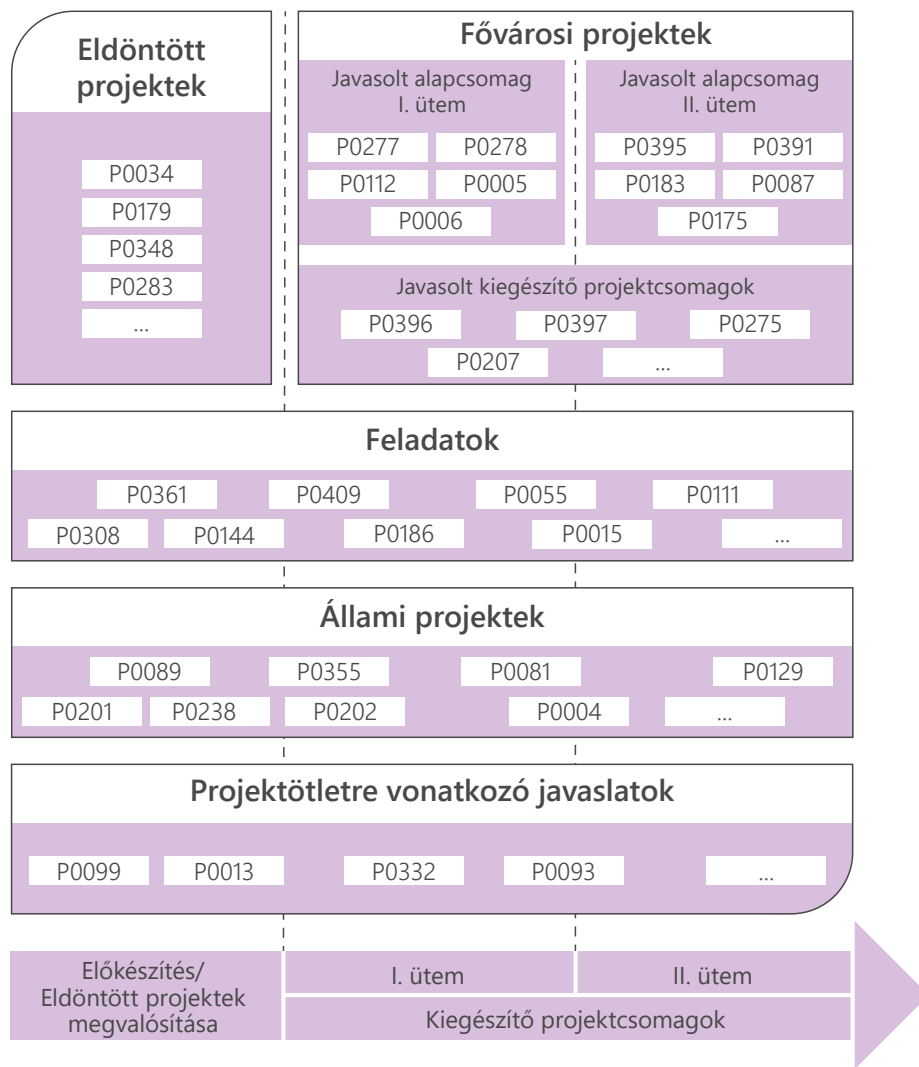 Eldöntött
projektek
P0034
P0179
P0348
P0283
...
Fővárosi projektek
Javasolt alapcsomag
I. ütem
P0277 P0278
P0112 P0005
P0006
Javasolt alapcsomag
II. ütem
P0395 P0391
P0183 P0087
P0175
Javasolt kiegészítő projektcsomagok
P0396 P0397 P0275
P0207 ...
Feladatok
P0361 P0409 P0055 P0111
P0308 P0144 P0186 P0015 ...
Állami projektek
P0089 P0355 P0081 P0129
P0201 P0238 P0202 P0004 ...
Projektötletre vonatkozó javaslatok
P0099 P0013 P0332 P0093 ...
Előkészítés/
Eldöntött projektek
megvalósítása
I. ütem II. ütem
Kiegészítő projektcsomagok